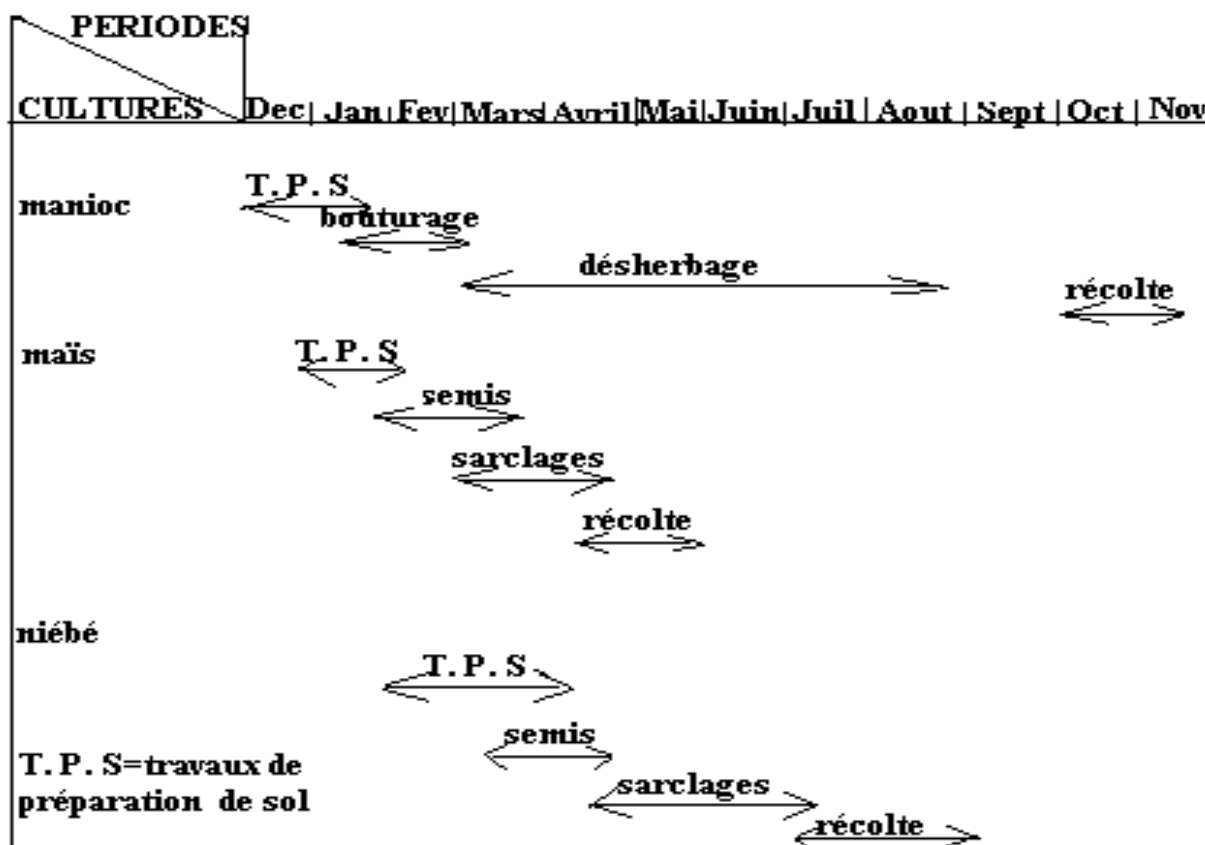 PERIODES
CULTURES Dec| Jan| Fev| Mars| Avril| Mai| Juin| Juil | Aout | Sept | Oct | Nov
T. P. S
manioc
bouturage
désherbage
récolte
maïs
T. P. S
semis
sarclages
récolte
niébé
T. P. S
semis
T. P. S=travaux de
sarclages
préparation de sol
récolte